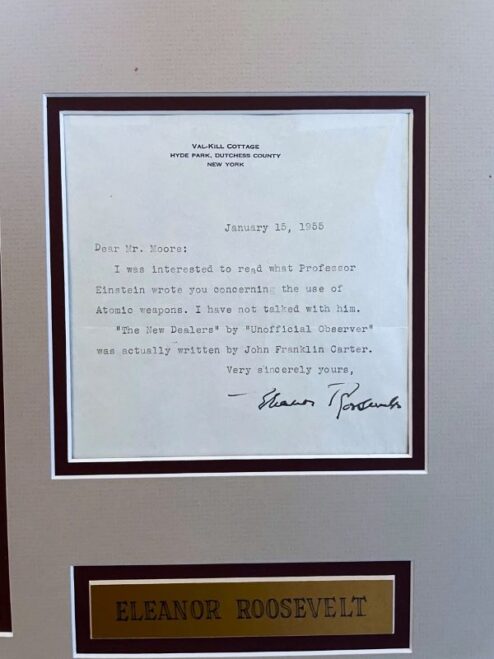 VAL-KILL COTTAGE
HYDE PARK, DUTCHESS COUNTY
NEW YORK
January 15, 1955
Dear Mr. Moore:
I was interested to read what Professor
Einstein wrote you concerning the use of
Atomic weapons. I have not talked with him.
"The New Dealers" by "Unofficial Observer"
was actually written by John Franklin Carter.
Very sincerely yours,
Eleanor Roosevelt
ELEANOR ROOSEVELT